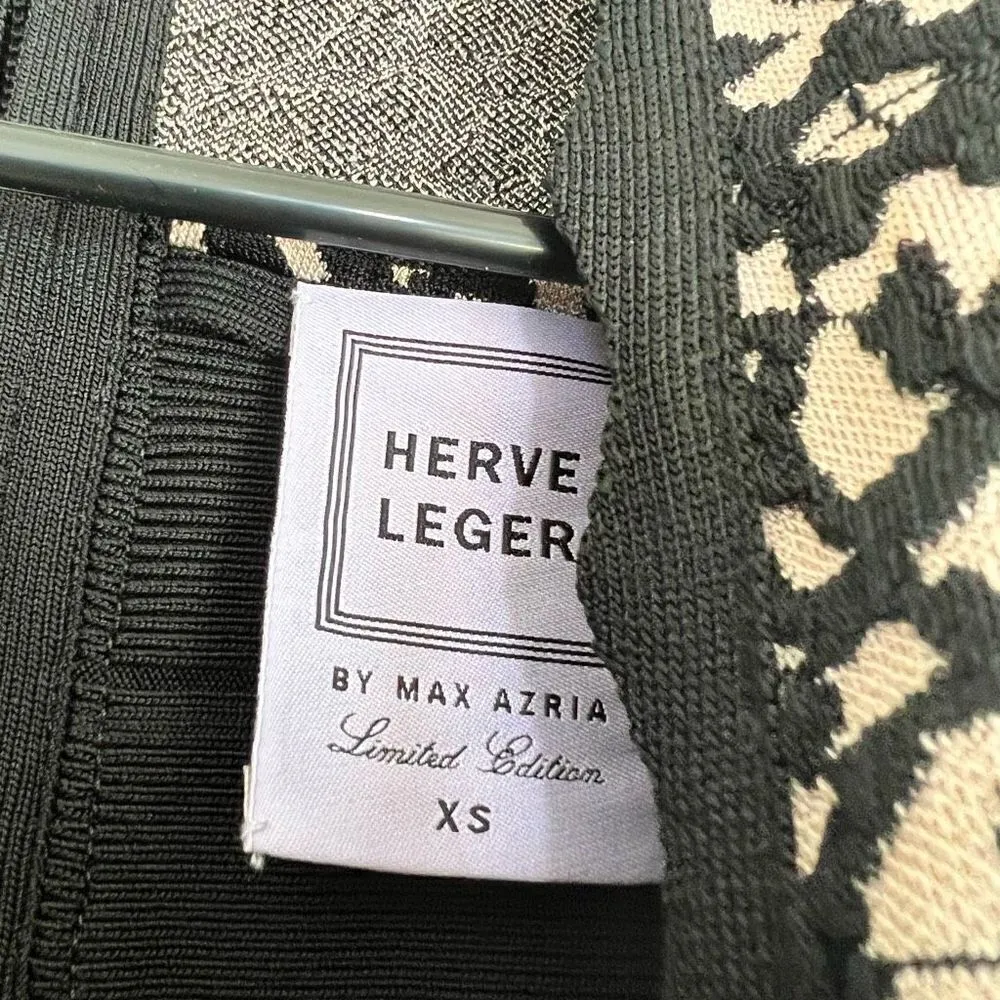 HERVE
LEGER
BY MAX AZRIA
Limited Edition
XS